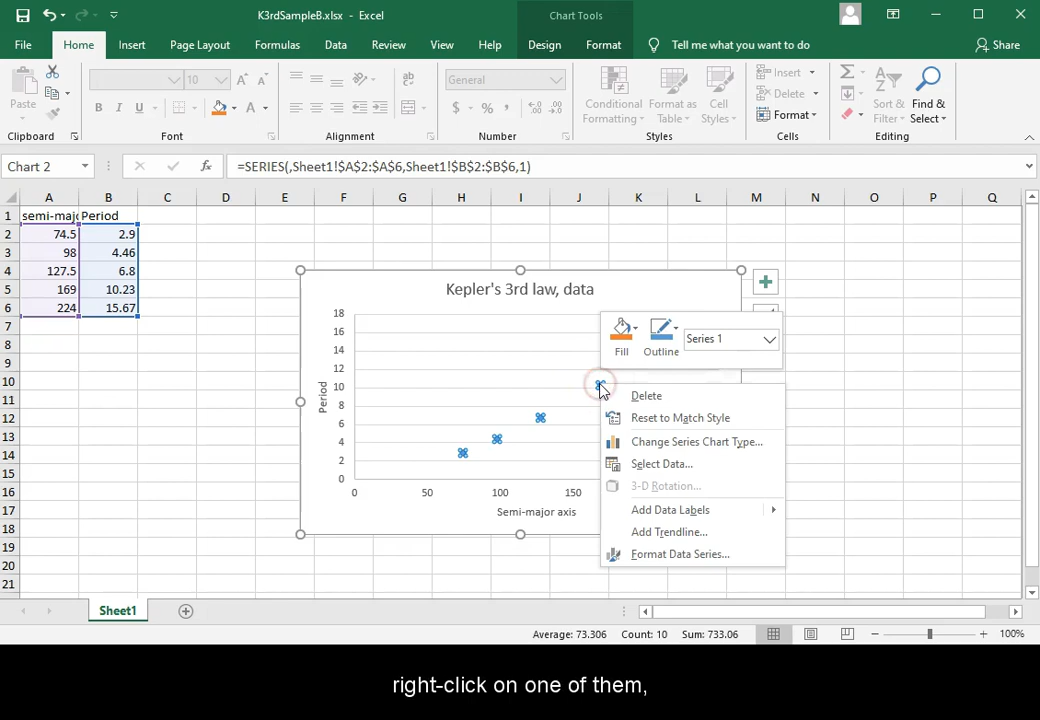 K3rdSampleB.xlsx - Excel
Chart Tools
File Home Insert Page Layout Formulas Data Review View Help Design Format Tell me what you want to do Share
Paste
10
General
Conditional Formatting
Format as Table
Cell Styles
Insert
Delete
Format
Sort & Filter
Find & Select
Clipboard Font Alignment Number Styles Cells Editing
Chart 2 fx =SERIES(,Sheet1!$A$2:$A$6,Sheet1!$B$2:$B$6,1)
A B C D E F G H I J K L M N O P Q
1 semi-maj Period
2 74.5 2.9
3 98 4.46
4 127.5 6.8
5 169 10.23
6 224 15.67
7
8
9
10
11
12
13
14
15
16
17
18
19
20
21
Kepler's 3rd law, data
18
16
14
12
10
8
6
4
2
0
Period
0 50 100 150
Semi-major axis
Fill Outline Series 1
Delete
Reset to Match Style
Change Series Chart Type...
Select Data...
3-D Rotation...
Add Data Labels
Add Trendline...
Format Data Series...
Sheet1
Average: 73.306 Count: 10 Sum: 733.06 100%
right-click on one of them,